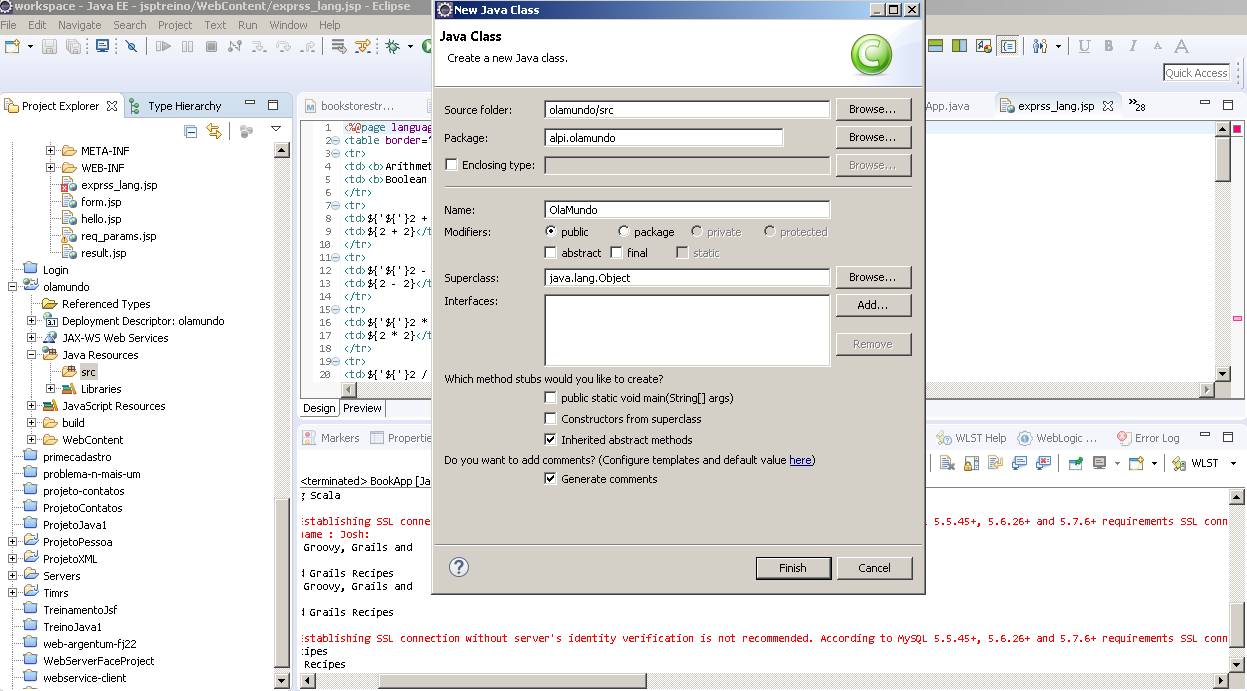 workspace - Java EE - jsptreino/WebContent/exprss_lang.jsp - Eclipse
File Edit Navigate Search Project Text Run Window Help
Quick Access
Project Explorer
Type Hierarchy
META-INF
WEB-INF
exprss_lang.jsp
form.jsp
hello.jsp
req_params.jsp
result.jsp
Login
olamundo
Referenced Types
Deployment Descriptor: olamundo
JAX-WS Web Services
Java Resources
src
Libraries
JavaScript Resources
build
WebContent
primecadastro
problema-n-mais-um
projeto-contatos
ProjetoContatos
ProjetoJava1
ProjetoPessoa
ProjetoXML
Servers
Timrs
TreinamentoJsf
TreinoJava1
web-argentum-fj22
WebServerFaceProject
webservice-client
bookstorestr...
App.java
exprss_lang.jsp
»28
1 <%@page languag
2 <table border="
3 <tr>
4 <td><b>Arithmet
5 <td><b>Boolean
6 </tr>
7 <tr>
8 <td>${'${'}2 +
9 <td>${2 + 2}</t
10 </tr>
11 <tr>
12 <td>${'${'}2 -
13 <td>${2 - 2}</t
14 </tr>
15 <tr>
16 <td>${'${'}2 *
17 <td>${2 * 2}</t
18 </tr>
19 <tr>
20 <td>${'${'}2 /
Design Preview
New Java Class
Java Class
Create a new Java class.
Source folder: olamundo/src Browse...
Package: alpi.olamundo Browse...
Enclosing type: Browse...
Name: OlaMundo
Modifiers: public package private protected
abstract final static
Superclass: java.lang.Object Browse...
Interfaces: Add...
Remove
Which method stubs would you like to create?
public static void main(String[] args)
Constructors from superclass
Inherited abstract methods
Do you want to add comments? (Configure templates and default value here)
Generate comments
? Finish Cancel
Markers Propertie
WLST Help WebLogic ... Error Log
WLST
<terminated> BookApp [Ja
g Scala
stablishing SSL conne 5.5.45+, 5.6.26+ and 5.7.6+ requirements SSL conn
name : Josh:
Groovy, Grails and
d Grails Recipes
Groovy, Grails and
d Grails Recipes
stablishing SSL connection without server's identity verification is not recommended. According to MySQL 5.5.45+, 5.6.26+ and 5.7.6+ requirements SSL conn
cipes
Recipes